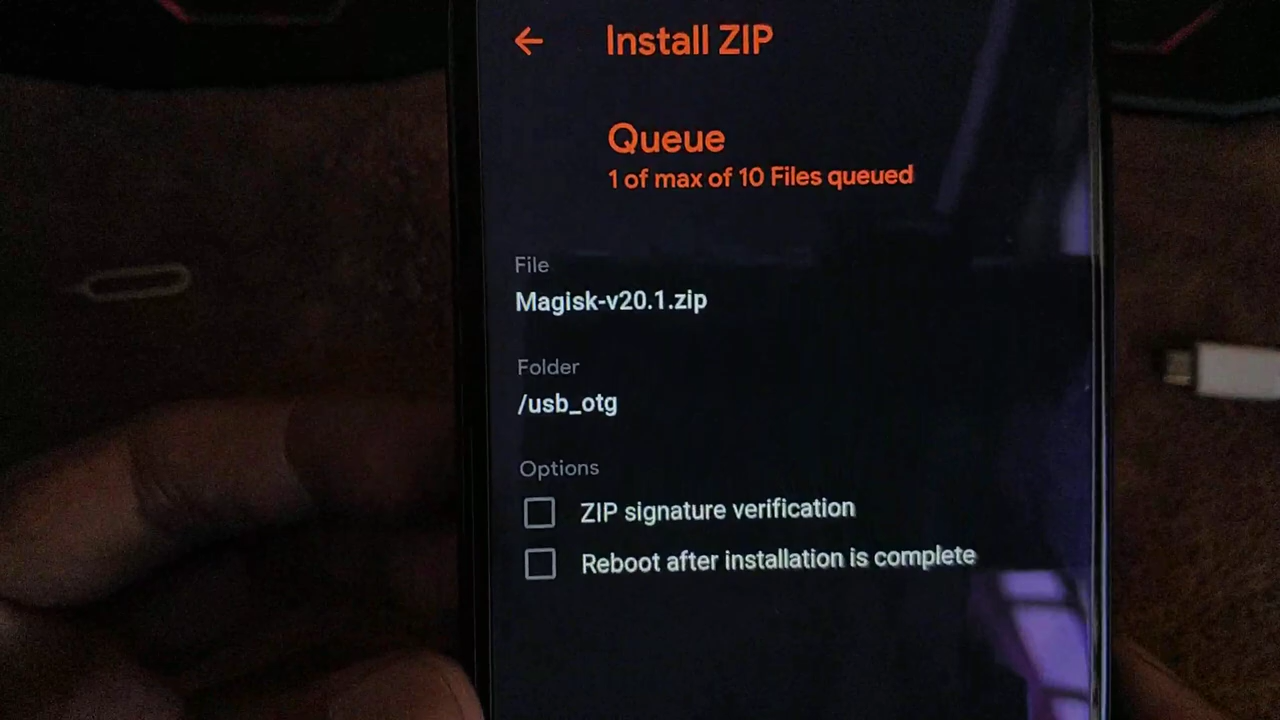 Install ZIP
Queue
1 of max of 10 Files queued
File
Magisk-v20.1.zip
Folder
/usb_otg
Options
ZIP signature verification
Reboot after installation is complete